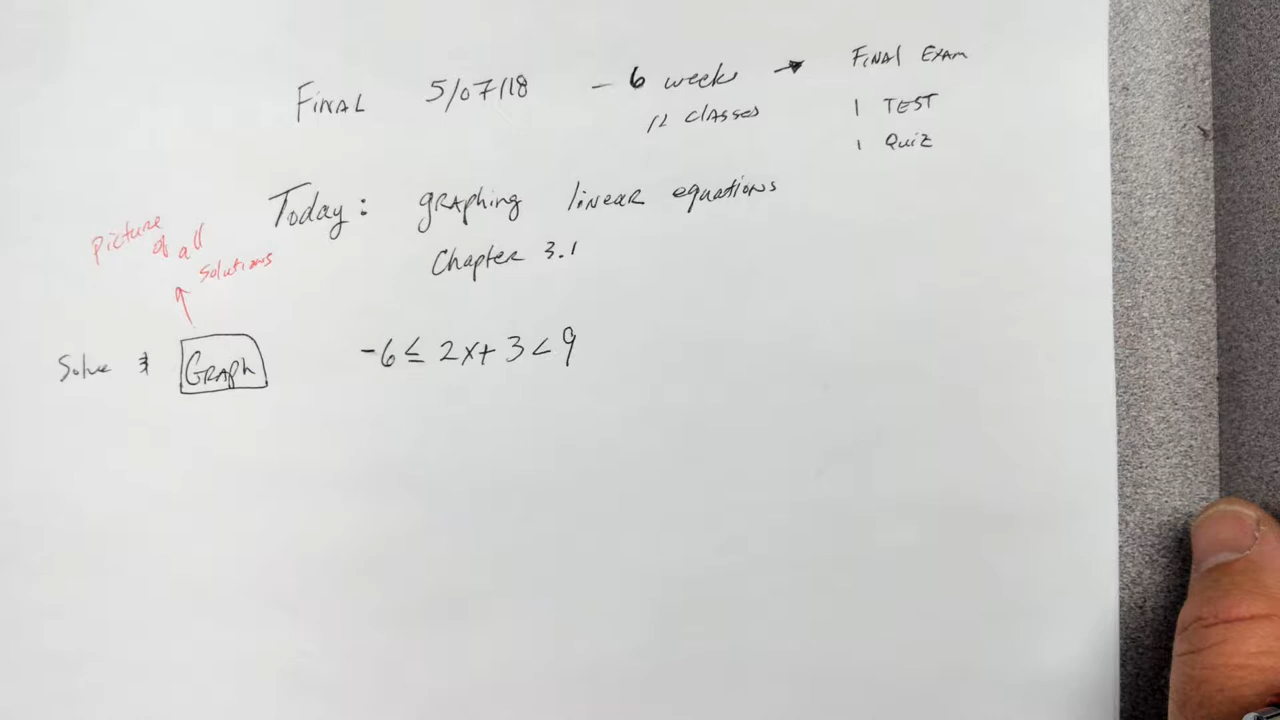 Final 5/07/18 – 6 weeks → Final Exam
12 classes
1 Test
1 Quiz
Today: graphing linear equations
Chapter 3.1
picture
of all
solutions
Solve & Graph -6 ≤ 2x + 3 < 9